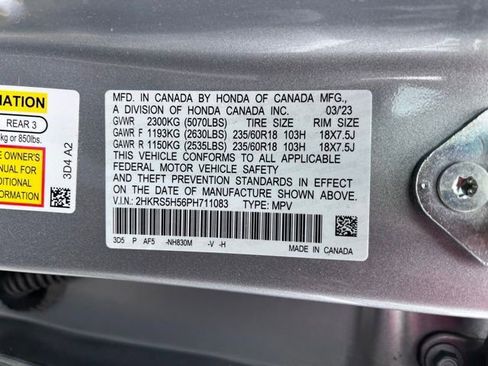 MATION
REAR 3
kg or 850lbs.
E OWNER'S
NUAL FOR
DITIONAL
ORMATION
3D4 A2
MFD. IN CANADA BY HONDA OF CANADA MFG.,
A DIVISION OF HONDA CANADA INC. 03/23
GVWR 2300KG (5070LBS) TIRE SIZE RIM SIZE
GAWR F 1193KG (2630LBS) 235/60R18 103H 18X7.5J
GAWR R 1150KG (2535LBS) 235/60R18 103H 18X7.5J
THIS VEHICLE CONFORMS TO ALL APPLICABLE
FEDERAL MOTOR VEHICLE SAFETY
AND THEFT PREVENTION STANDARDS IN EFFECT
ON THE DATE OF MANUFACTURE SHOWN ABOVE.
V.I.N.: 2HKRS5H56PH711083 TYPE: MPV
3D5 P AF5 -NH830M -V -H
MADE IN CANADA